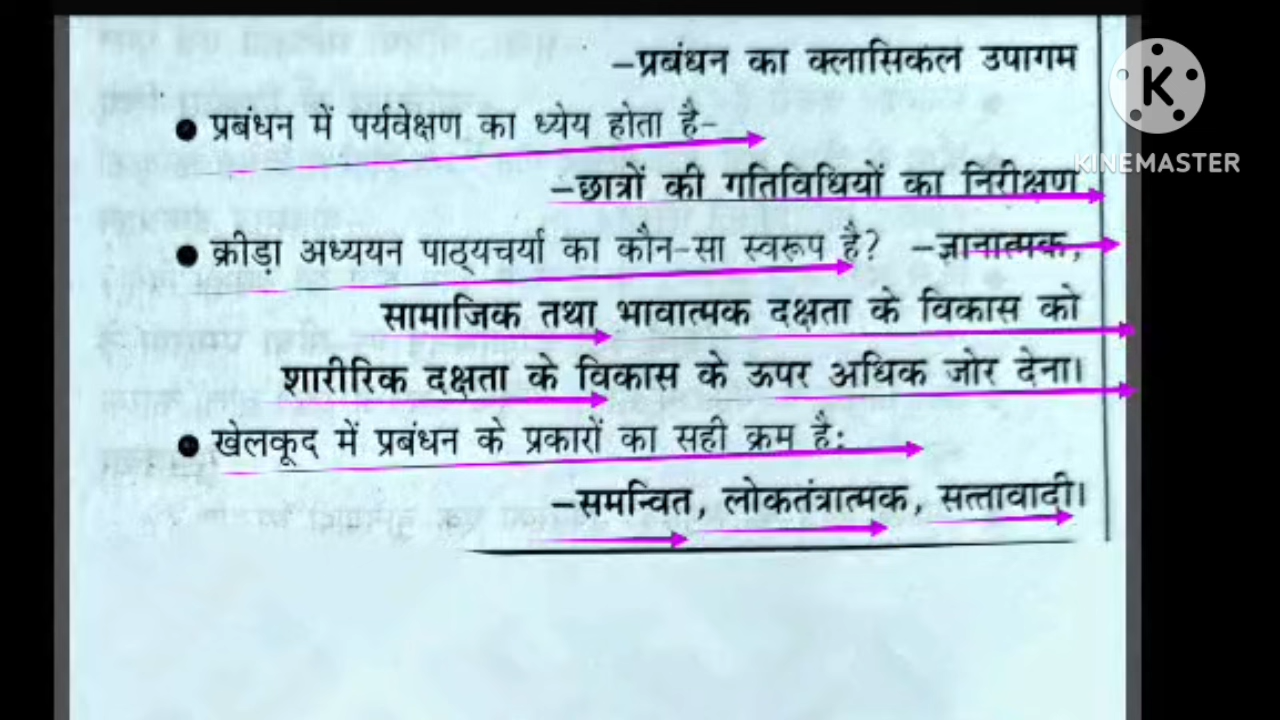 –प्रबंधन का क्लासिकल उपागम
● प्रबंधन में पर्यवेक्षण का ध्येय होता है-
–छात्रों की गतिविधियों का निरीक्षण
● क्रीड़ा अध्ययन पाठ्यचर्या का कौन-सा स्वरूप है? –ज्ञानात्मक,
सामाजिक तथा भावात्मक दक्षता के विकास को
शारीरिक दक्षता के विकास के ऊपर अधिक जोर देना।
● खेलकूद में प्रबंधन के प्रकारों का सही क्रम है:
–समन्वित, लोकतंत्रात्मक, सत्तावादी।
K
KINEMASTER